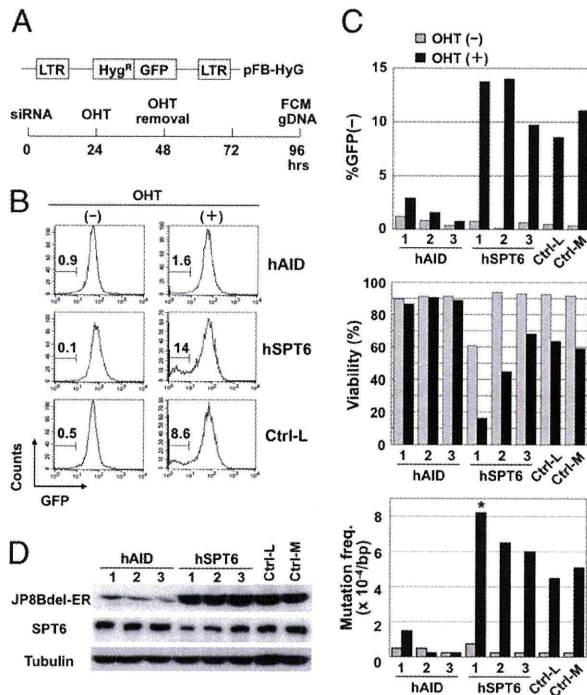 A
LTR HygR GFP LTR pFB-HyG
siRNA OHT OHT removal FCM gDNA
0 24 48 72 96 hrs
B
OHT
(-) (+)
0.9 1.6 hAID
0.1 14 hSPT6
0.5 8.6 Ctrl-L
Counts
GFP
D
hAID hSPT6 Ctrl-L Ctrl-M
1 2 3 1 2 3
JP8Bdel-ER
SPT6
Tubulin
C
OHT (-)
OHT (+)
%GFP(-)
15
10
5
0
1 2 3 1 2 3 Ctrl-L Ctrl-M
hAID hSPT6
Viability (%)
100
80
60
40
20
0
1 2 3 1 2 3 Ctrl-L Ctrl-M
hAID hSPT6
Mutation freq.
(x 10-4/bp)
8
6
4
2
0
*
1 2 3 1 2 3 Ctrl-L Ctrl-M
hAID hSPT6